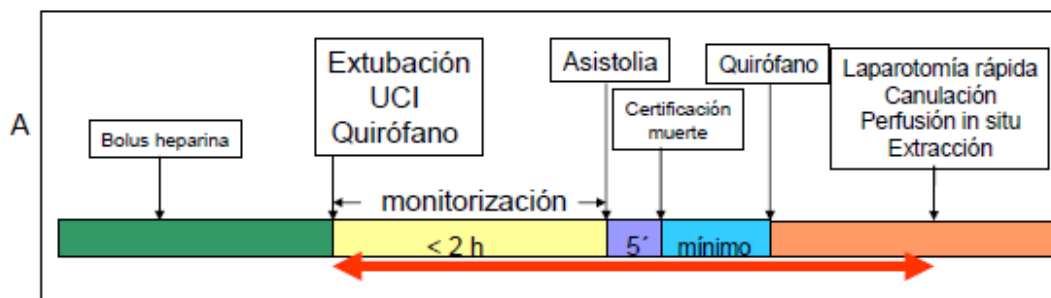 A
Bolus heparina
Extubación
UCI
Quirófano
Asistolia
Certificación
muerte
Quirófano
Laparotomía rápida
Canulación
Perfusión in situ
Extracción
monitorización
< 2 h
5´
mínimo